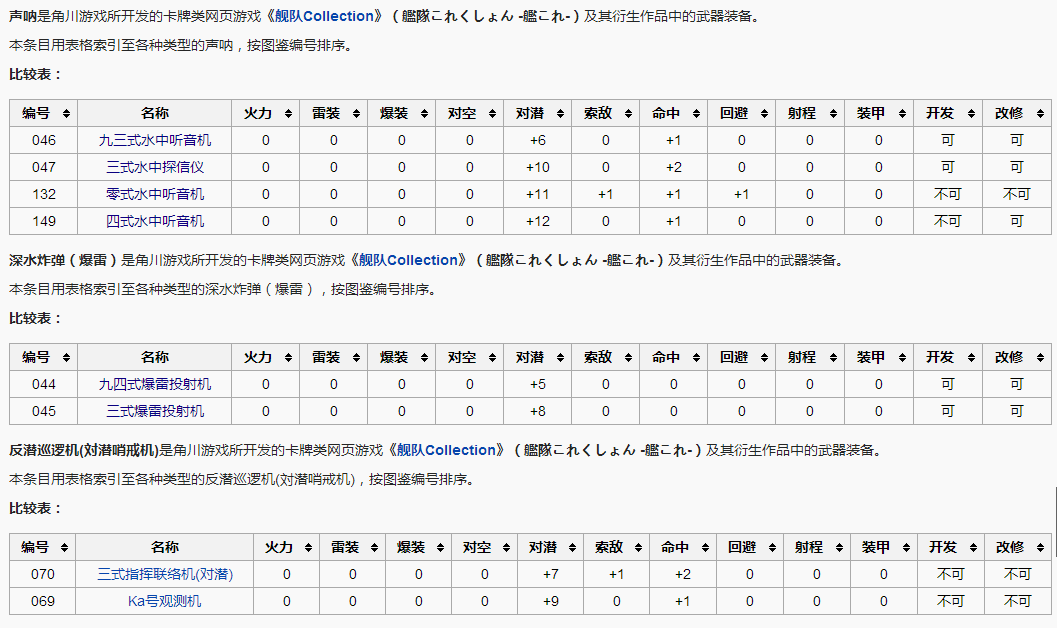 声呐是角川游戏所开发的卡牌类网页游戏《舰队Collection》（艦隊これくしょん -艦これ-）及其衍生作品中的武器装备。
本条目用表格索引至各种类型的声呐，按图鉴编号排序。
比较表：
编号 名称 火力 雷装 爆装 对空 对潜 索敌 命中 回避 射程 装甲 开发 改修
046 九三式水中听音机 0 0 0 0 +6 0 +1 0 0 0 可 可
047 三式水中探信仪 0 0 0 0 +10 0 +2 0 0 0 可 可
132 零式水中听音机 0 0 0 0 +11 +1 +1 +1 0 0 不可 不可
149 四式水中听音机 0 0 0 0 +12 0 +1 0 0 0 不可 可
深水炸弹（爆雷）是角川游戏所开发的卡牌类网页游戏《舰队Collection》（艦隊これくしょん -艦これ-）及其衍生作品中的武器装备。
本条目用表格索引至各种类型的深水炸弹（爆雷），按图鉴编号排序。
比较表：
编号 名称 火力 雷装 爆装 对空 对潜 索敌 命中 回避 射程 装甲 开发 改修
044 九四式爆雷投射机 0 0 0 0 +5 0 0 0 0 0 可 可
045 三式爆雷投射机 0 0 0 0 +8 0 0 0 0 0 可 可
反潜巡逻机(対潜哨戒机)是角川游戏所开发的卡牌类网页游戏《舰队Collection》（艦隊これくしょん -艦これ-）及其衍生作品中的武器装备。
本条目用表格索引至各种类型的反潜巡逻机(対潜哨戒机)，按图鉴编号排序。
比较表：
编号 名称 火力 雷装 爆装 对空 对潜 索敌 命中 回避 射程 装甲 开发 改修
070 三式指挥联络机(对潜) 0 0 0 0 +7 +1 +2 0 0 0 不可 不可
069 Ka号观测机 0 0 0 0 +9 0 +1 0 0 0 不可 不可